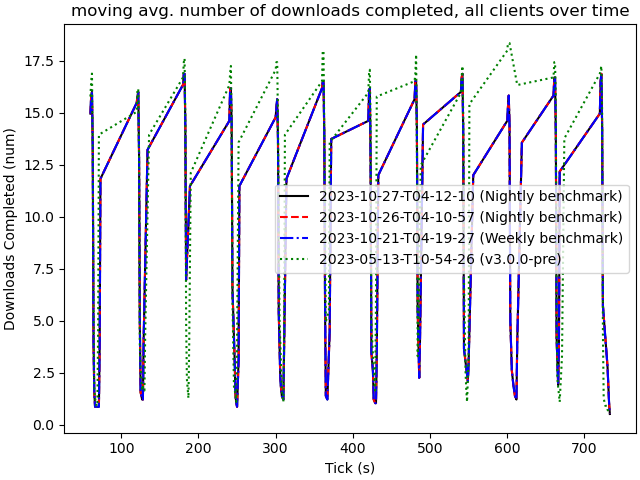 moving avg. number of downloads completed, all clients over time
Downloads Completed (num)
17.5
15.0
12.5
10.0
7.5
5.0
2.5
0.0
2023-10-27-T04-12-10 (Nightly benchmark)
2023-10-26-T04-10-57 (Nightly benchmark)
2023-10-21-T04-19-27 (Weekly benchmark)
2023-05-13-T10-54-26 (v3.0.0-pre)
100 200 300 400 500 600 700
Tick (s)